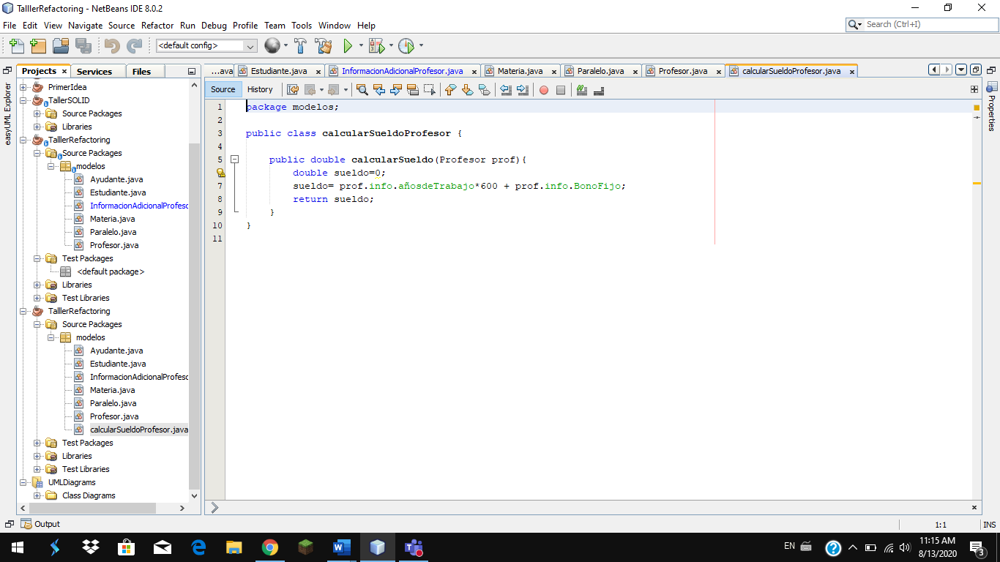 TalllerRefactoring - NetBeans IDE 8.0.2
File Edit View Navigate Source Refactor Run Debug Profile Team Tools Window Help
Search (Ctrl+I)
<default config>
easyUML Explorer
Projects
Services
Files
PrimerIdea
TallerSOLID
Source Packages
Libraries
TalllerRefactoring
Source Packages
modelos
Ayudante.java
Estudiante.java
InformacionAdicionalProfesc
Materia.java
Paralelo.java
Profesor.java
Test Packages
<default package>
Libraries
Test Libraries
TalllerRefactoring
Source Packages
modelos
Ayudante.java
Estudiante.java
InformacionAdicionalProfesc
Materia.java
Paralelo.java
Profesor.java
calcularSueldoProfesor.java
Test Packages
Libraries
Test Libraries
UMLDiagrams
Class Diagrams
...ava Estudiante.java InformacionAdicionalProfesor.java Materia.java Paralelo.java Profesor.java calcularSueldoProfesor.java
Source History
1 package modelos;
2
3 public class calcularSueldoProfesor {
4
5 public double calcularSueldo(Profesor prof){
double sueldo=0;
7 sueldo= prof.info.añosdeTrabajo*600 + prof.info.BonoFijo;
8 return sueldo;
9 }
10 }
11
Properties
Output
1:1 INS
EN
11:15 AM
8/13/2020
3